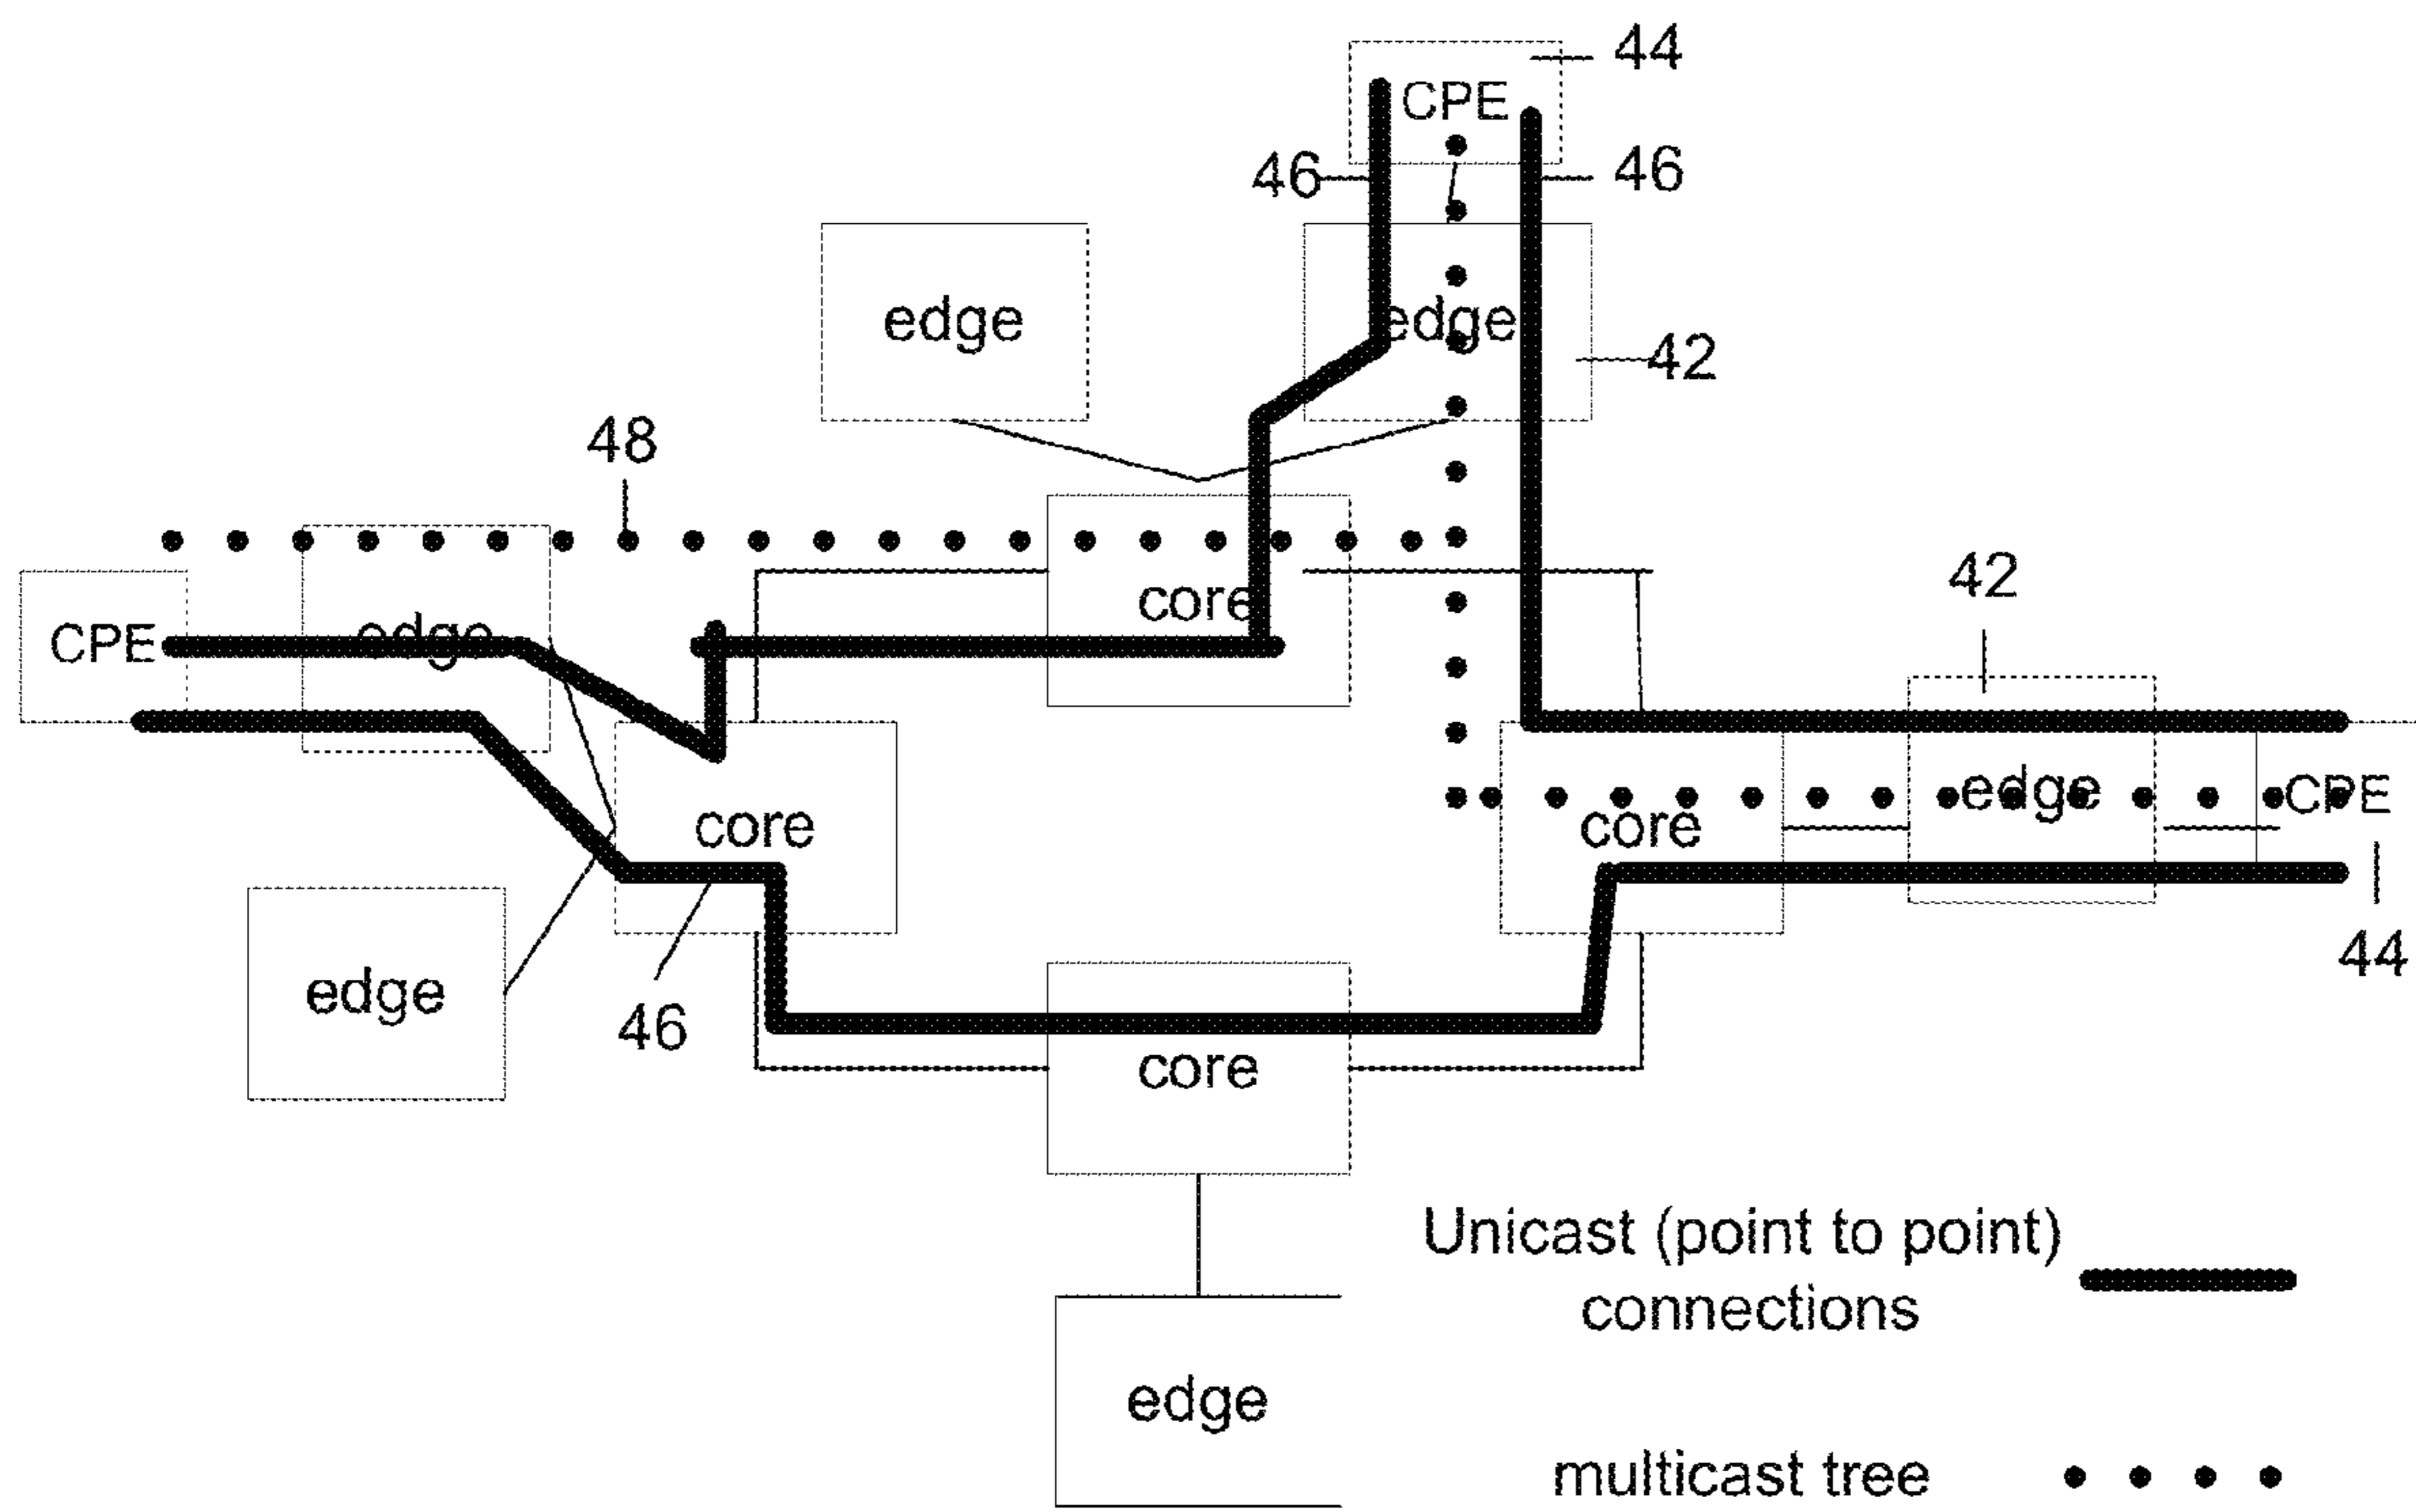 44
CPE
46
46
edge
edge
42
48
42
core
CPE
edge
edge
CPE
core
core
44
edge
46
core
Unicast (point to point)
connections
edge
multicast tree